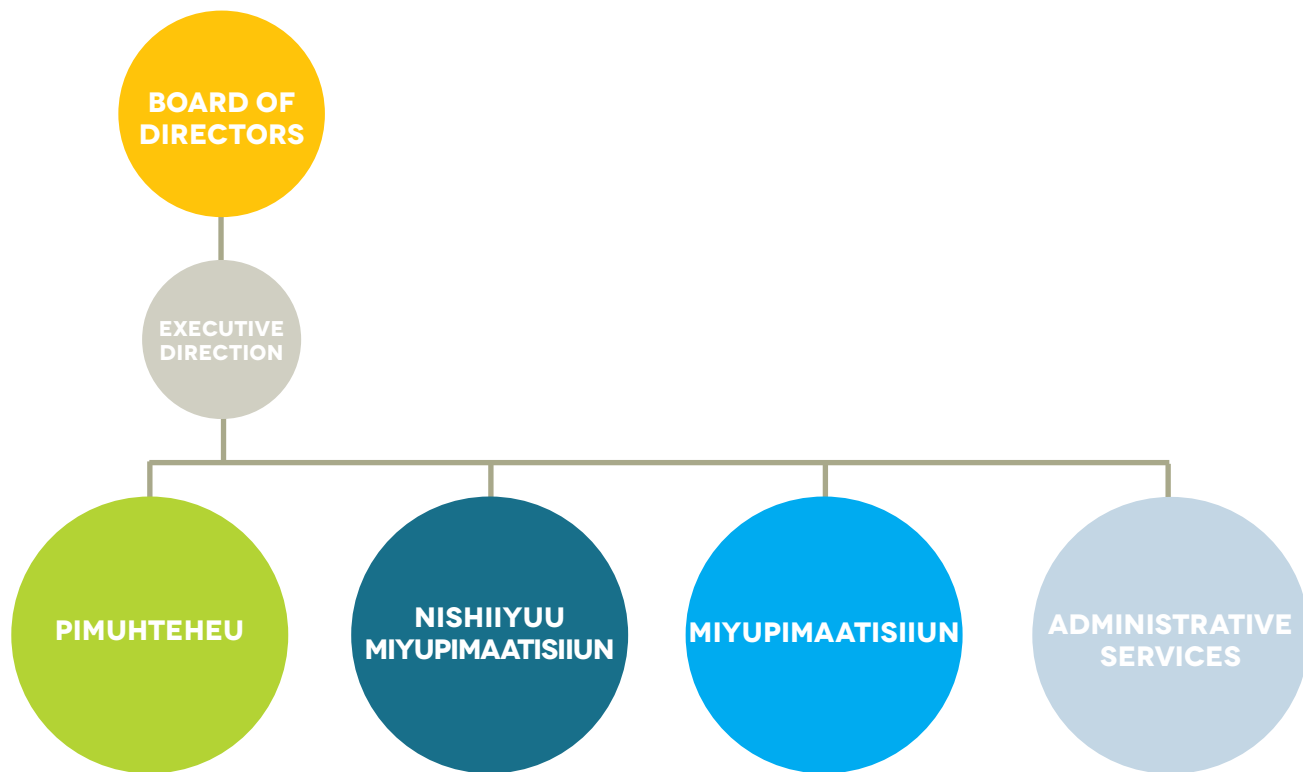 BOARD OF
DIRECTORS
EXECUTIVE
DIRECTION
PIMUHTEHEU
NISHIIYUU
MIYUPIMAATISIIUN
MIYUPIMAATISIIUN
ADMINISTRATIVE
SERVICES